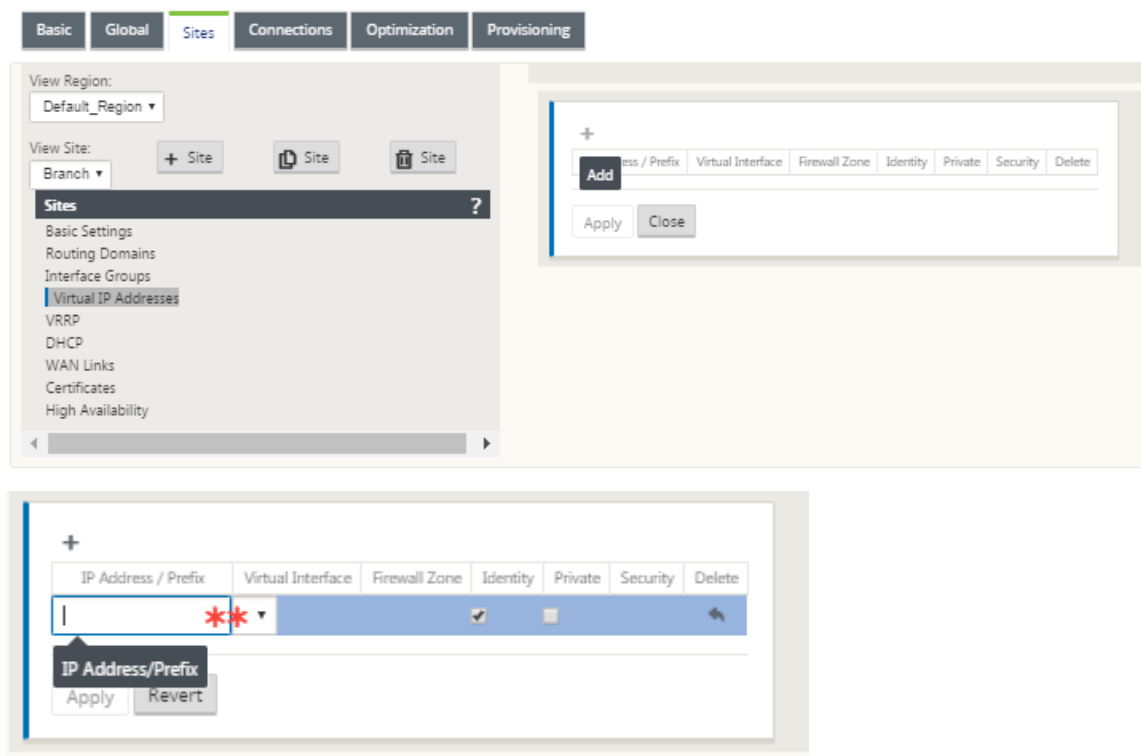 Basic Global Sites Connections Optimization Provisioning
View Region:
Default_Region
View Site:
Branch
+ Site Site Site
Sites ?
Basic Settings
Routing Domains
Interface Groups
Virtual IP Addresses
VRRP
DHCP
WAN Links
Certificates
High Availability
+
ess / Prefix Virtual Interface Firewall Zone Identity Private Security Delete
Add
Apply Close
+
IP Address / Prefix Virtual Interface Firewall Zone Identity Private Security Delete
**
IP Address/Prefix
Apply Revert